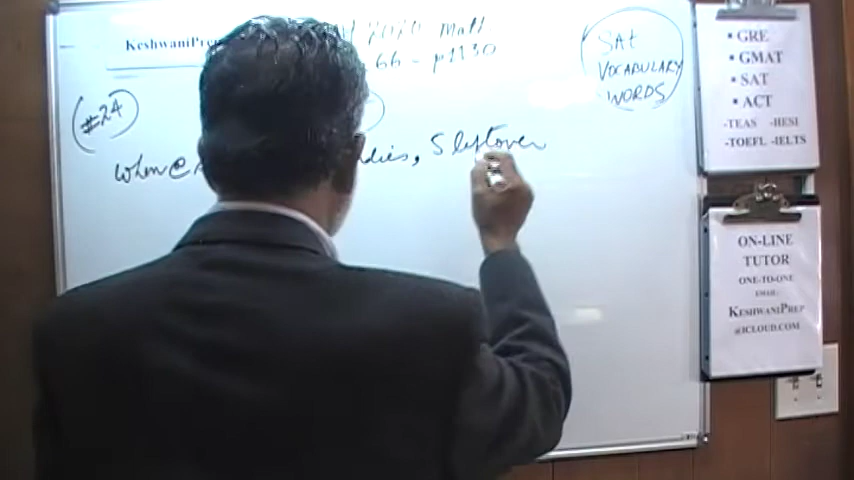 KeshwaniPrep
2020 Math
66 - p1130
#24
when @
, 5 leftover
SAt
VOCABULARY
WORDS
• GRE
• GMAT
• SAT
• ACT
-TEAS -HESI
-TOEFL -IELTS
ON-LINE
TUTOR
ONE-TO-ONE
EMAIL:
KESHWANIPREP
@ICLOUD.COM